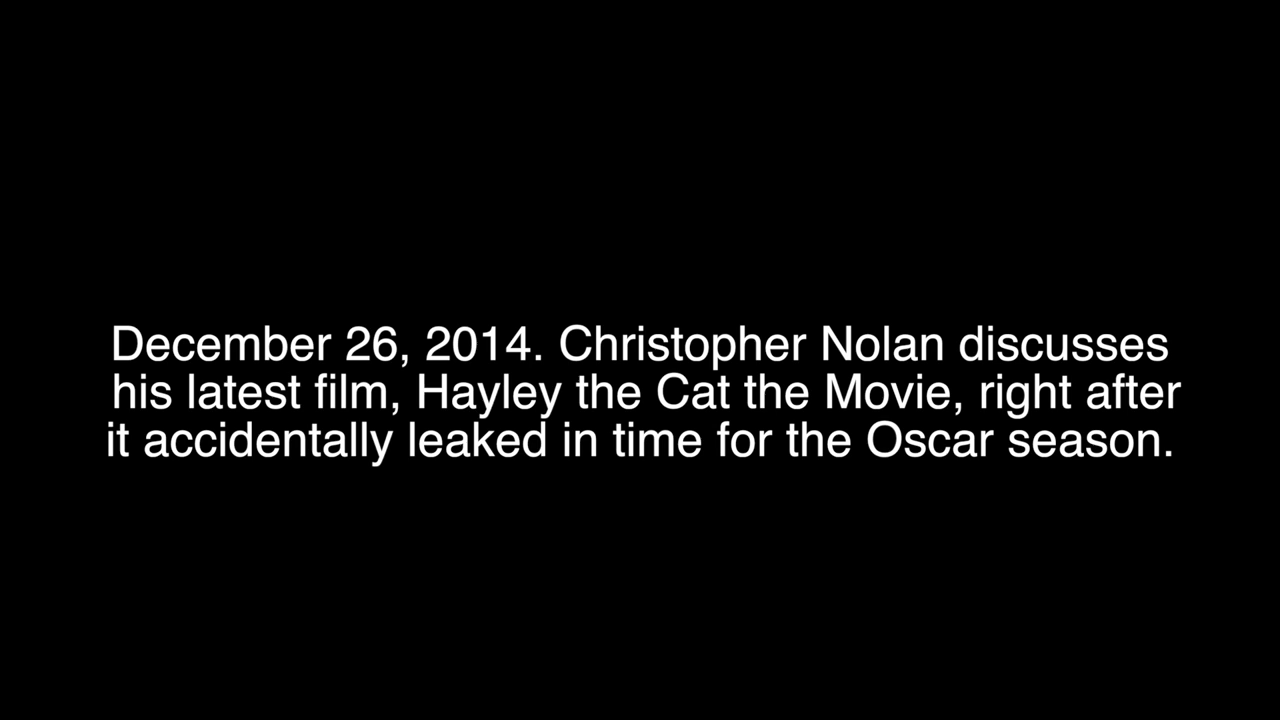 December 26, 2014. Christopher Nolan discusses
his latest film, Hayley the Cat the Movie, right after
it accidentally leaked in time for the Oscar season.